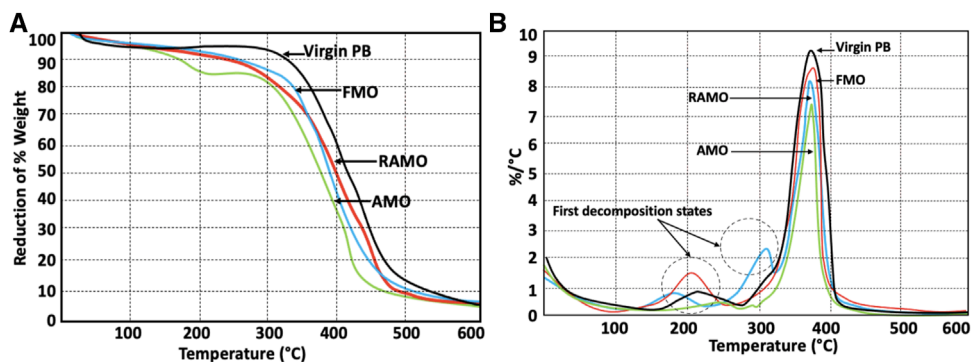 A
Reduction of % Weight
100
90
80
70
60
50
40
30
20
10
0
Virgin PB
FMO
RAMO
AMO
100
200
300
400
500
600
Temperature (°C)
B
%/°C
10
9
8
7
6
5
4
3
2
1
0
Virgin PB
FMO
RAMO
AMO
First decomposition states
100
200
300
400
500
600
Temperature (°C)